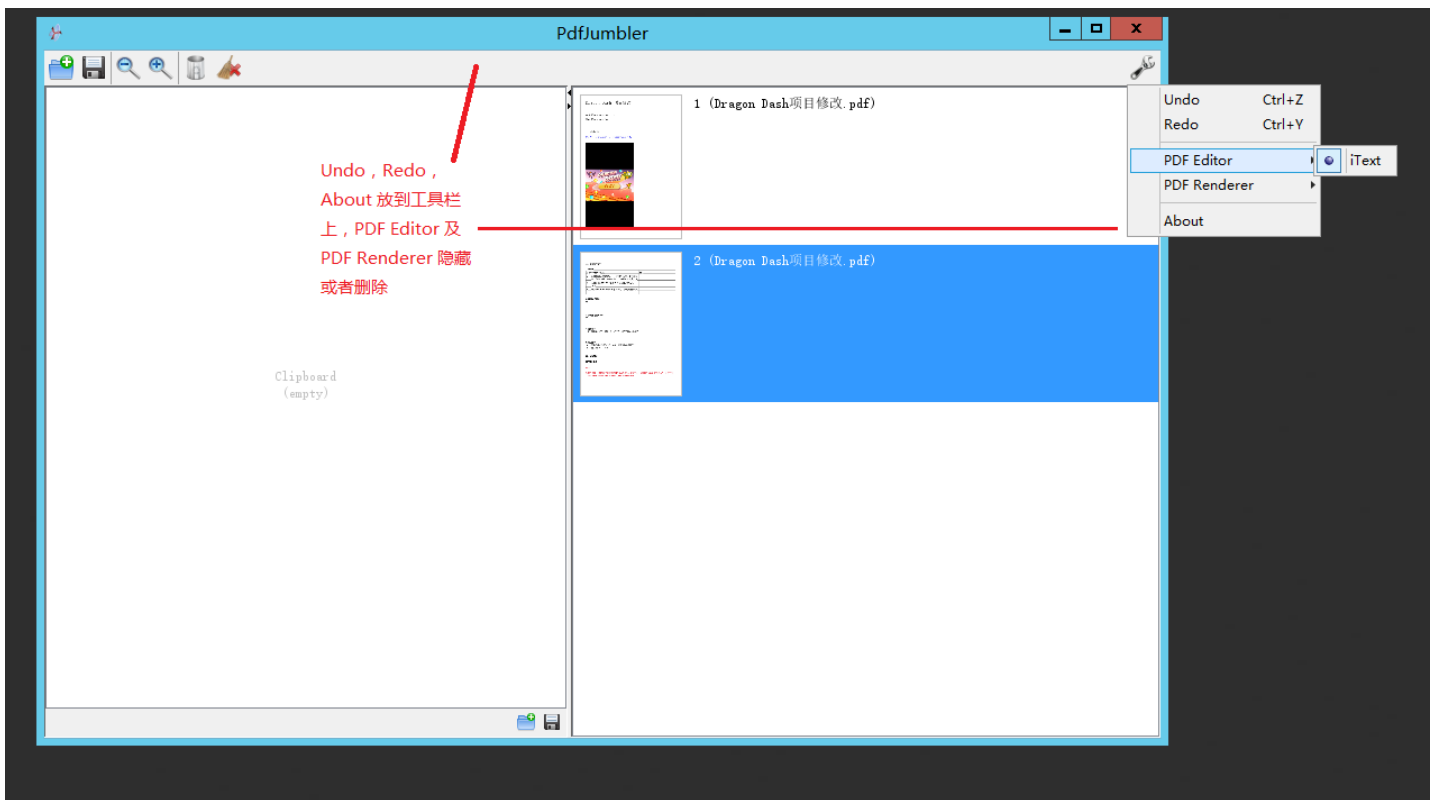 PdfJumbler
1 (Dragon Dash项目修改.pdf)
Undo Ctrl+Z
Redo Ctrl+Y
PDF Editor
iText
PDF Renderer
About
Undo，Redo，
About 放到工具栏
上，PDF Editor 及
PDF Renderer 隐藏
或者删除
2 (Dragon Dash项目修改.pdf)
Clipboard
(empty)